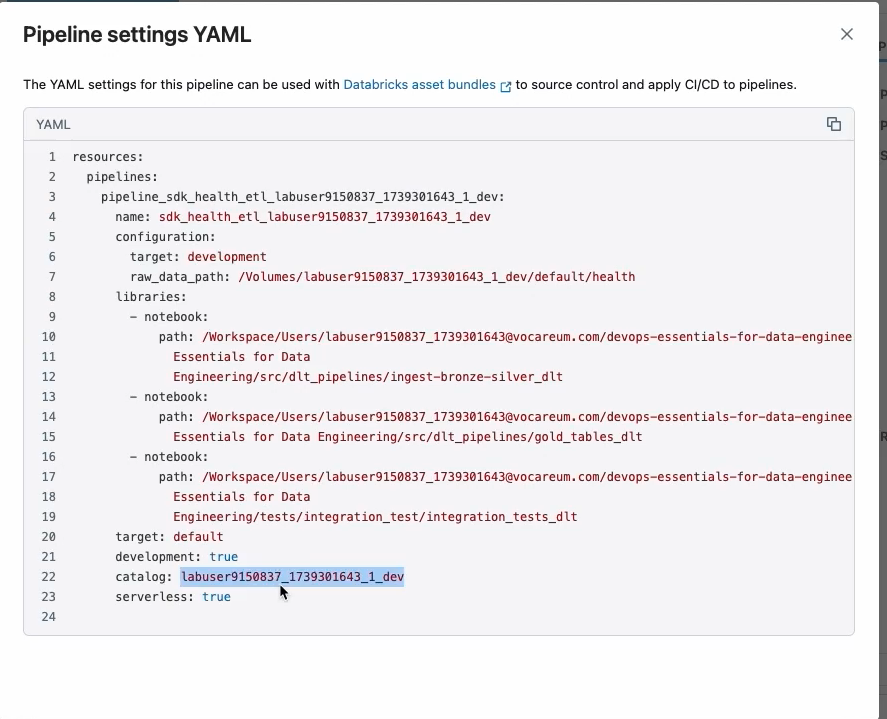 Pipeline settings YAML
The YAML settings for this pipeline can be used with Databricks asset bundles to source control and apply CI/CD to pipelines.
YAML
1 resources:
2 pipelines:
3 pipeline_sdk_health_etl_labuser9150837_1739301643_1_dev:
4 name: sdk_health_etl_labuser9150837_1739301643_1_dev
5 configuration:
6 target: development
7 raw_data_path: /Volumes/labuser9150837_1739301643_1_dev/default/health
8 libraries:
9 - notebook:
10 path: /Workspace/Users/labuser9150837_1739301643@vocareum.com/devops-essentials-for-data-enginee
11 Essentials for Data
12 Engineering/src/dlt_pipelines/ingest-bronze-silver_dlt
13 - notebook:
14 path: /Workspace/Users/labuser9150837_1739301643@vocareum.com/devops-essentials-for-data-enginee
15 Essentials for Data Engineering/src/dlt_pipelines/gold_tables_dlt
16 - notebook:
17 path: /Workspace/Users/labuser9150837_1739301643@vocareum.com/devops-essentials-for-data-enginee
18 Essentials for Data
19 Engineering/tests/integration_test/integration_tests_dlt
20 target: default
21 development: true
22 catalog: labuser9150837_1739301643_1_dev
23 serverless: true
24